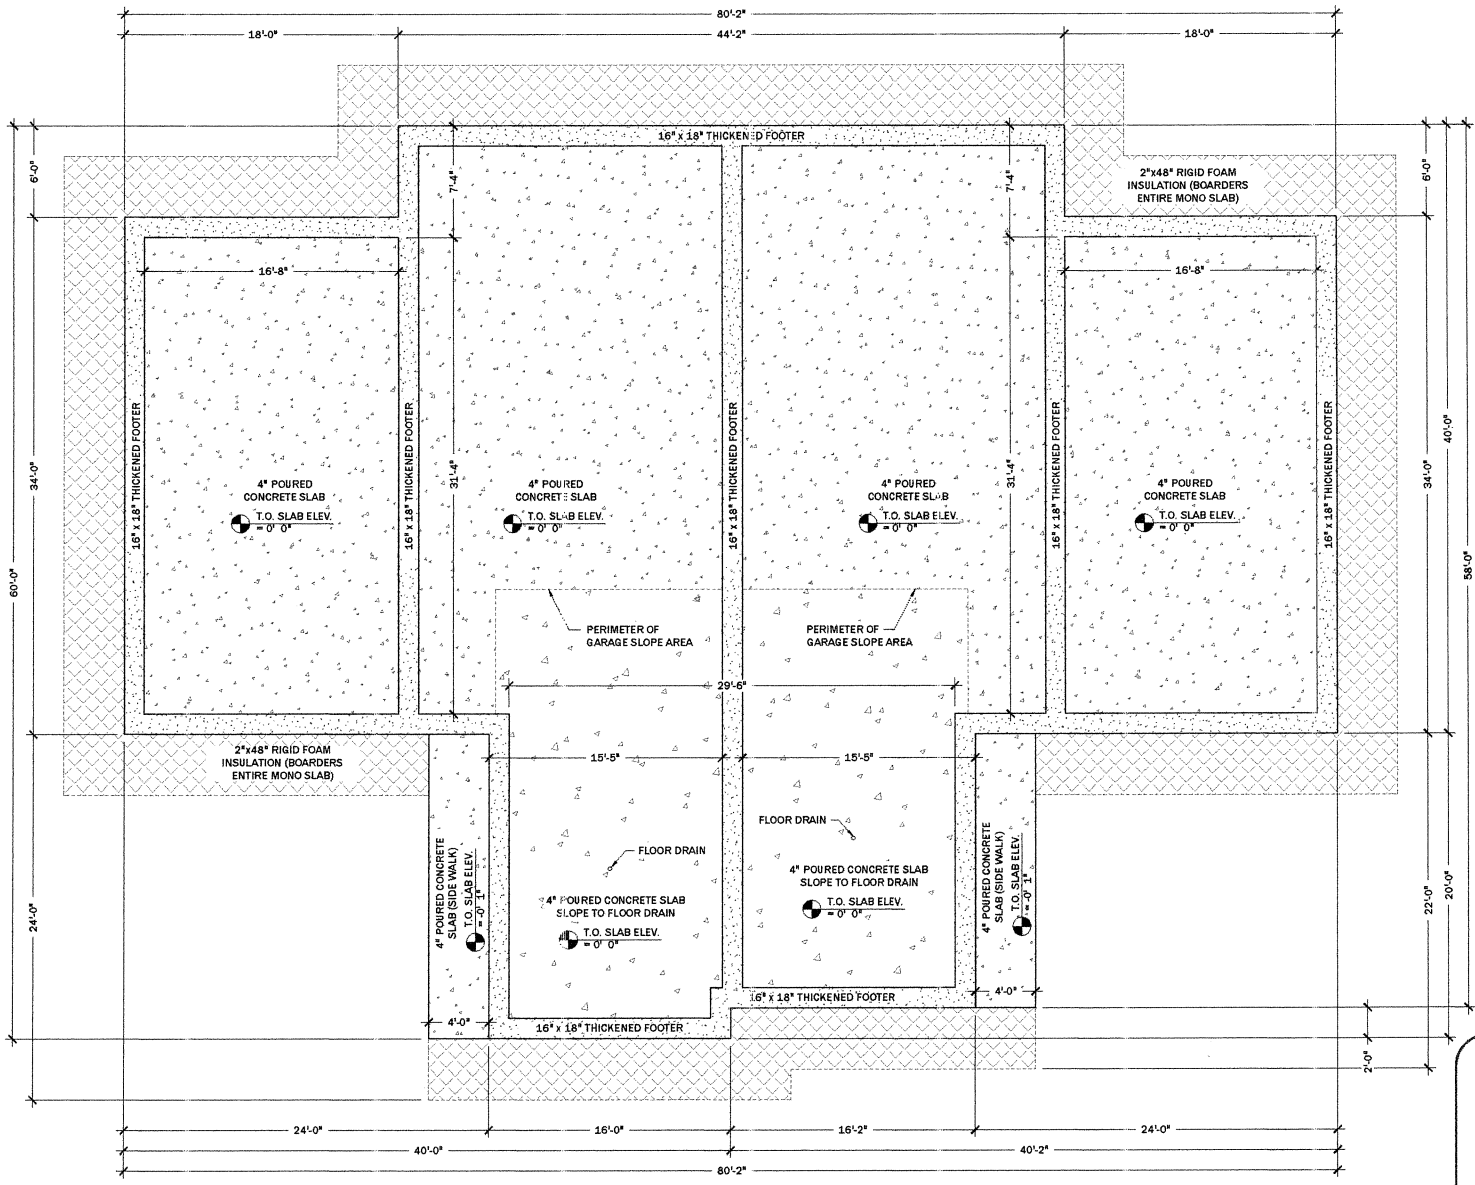 80'-2"
18'-0"
44'-2"
18'-0"
16" x 18" THICKENED FOOTER
6'-0"
7'-4"
7'-4"
2"x48" RIGID FOAM
INSULATION (BOARDERS
ENTIRE MONO SLAB)
6'-0"
16'-8"
16'-8"
16" x 18" THICKENED FOOTER
16" x 18" THICKENED FOOTER
16" x 18" THICKENED FOOTER
16" x 18" THICKENED FOOTER
16" x 18" THICKENED FOOTER
34'-0"
31'-4"
31'-4"
34'-0"
40'-0"
60'-0"
58'-0"
4" POURED
CONCRETE SLAB
T.O. SLAB ELEV.
= 0' 0"
4" POURED
CONCRETE SLAB
T.O. SLAB ELEV.
= 0' 0"
4" POURED
CONCRETE SLAB
T.O. SLAB ELEV.
= 0' 0"
4" POURED
CONCRETE SLAB
T.O. SLAB ELEV.
= 0' 0"
PERIMETER OF
GARAGE SLOPE AREA
PERIMETER OF
GARAGE SLOPE AREA
29'-6"
2"x48" RIGID FOAM
INSULATION (BOARDERS
ENTIRE MONO SLAB)
15'-5"
15'-5"
FLOOR DRAIN
FLOOR DRAIN
4" POURED CONCRETE
SLAB (SIDE WALK)
T.O. SLAB ELEV.
= -0' 1"
4" POURED CONCRETE SLAB
SLOPE TO FLOOR DRAIN
T.O. SLAB ELEV.
= 0' 0"
4" POURED CONCRETE SLAB
SLOPE TO FLOOR DRAIN
T.O. SLAB ELEV.
= 0' 0"
4" POURED CONCRETE
SLAB (SIDE WALK)
T.O. SLAB ELEV.
= -0' 1"
24'-0"
22'-0"
20'-0"
4'-0"
16" x 18" THICKENED FOOTER
16" x 18" THICKENED FOOTER
4'-0"
2'-0"
24'-0"
16'-0"
16'-2"
24'-0"
40'-0"
40'-2"
80'-2"